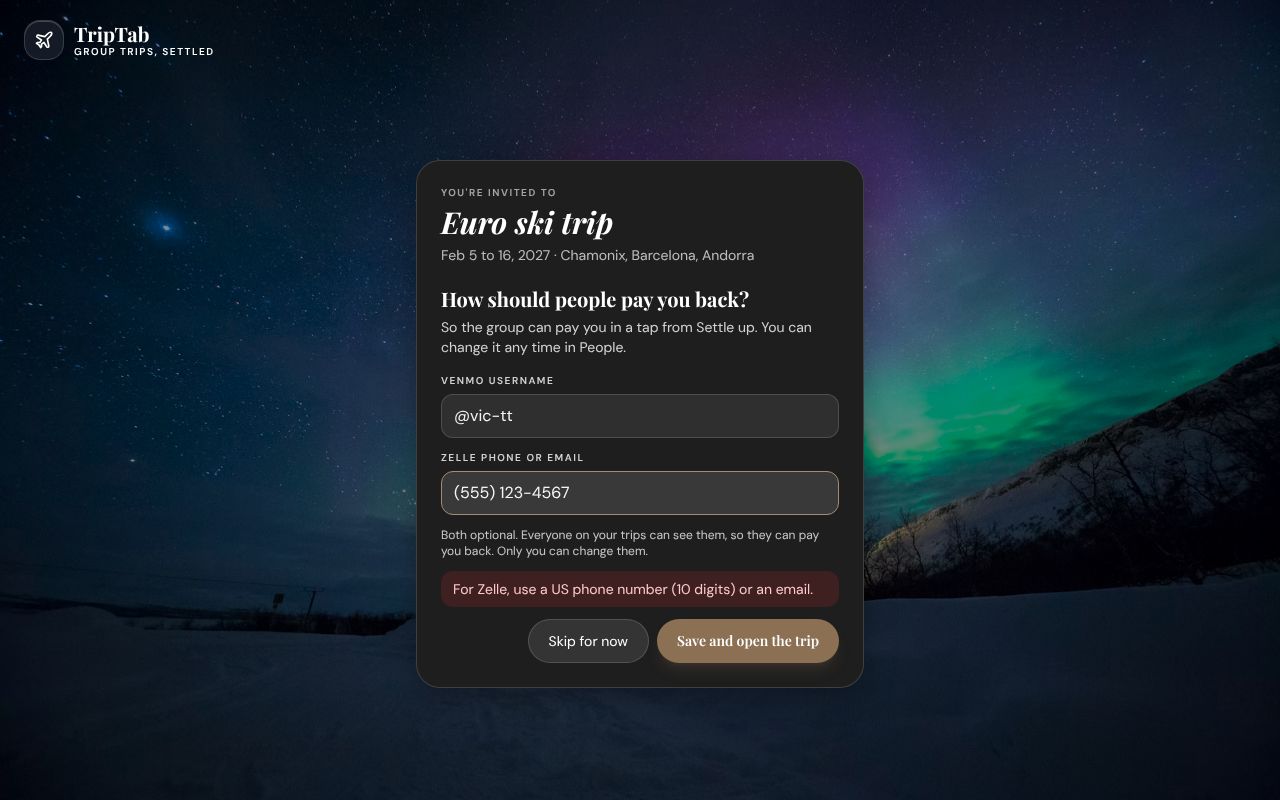 TripTab
GROUP TRIPS, SETTLED
YOU'RE INVITED TO
Euro ski trip
Feb 5 to 16, 2027 · Chamonix, Barcelona, Andorra
How should people pay you back?
So the group can pay you in a tap from Settle up. You can
change it any time in People.
VENMO USERNAME
@vic-tt
ZELLE PHONE OR EMAIL
(555) 123-4567
Both optional. Everyone on your trips can see them, so they can pay
you back. Only you can change them.
For Zelle, use a US phone number (10 digits) or an email.
Skip for now
Save and open the trip